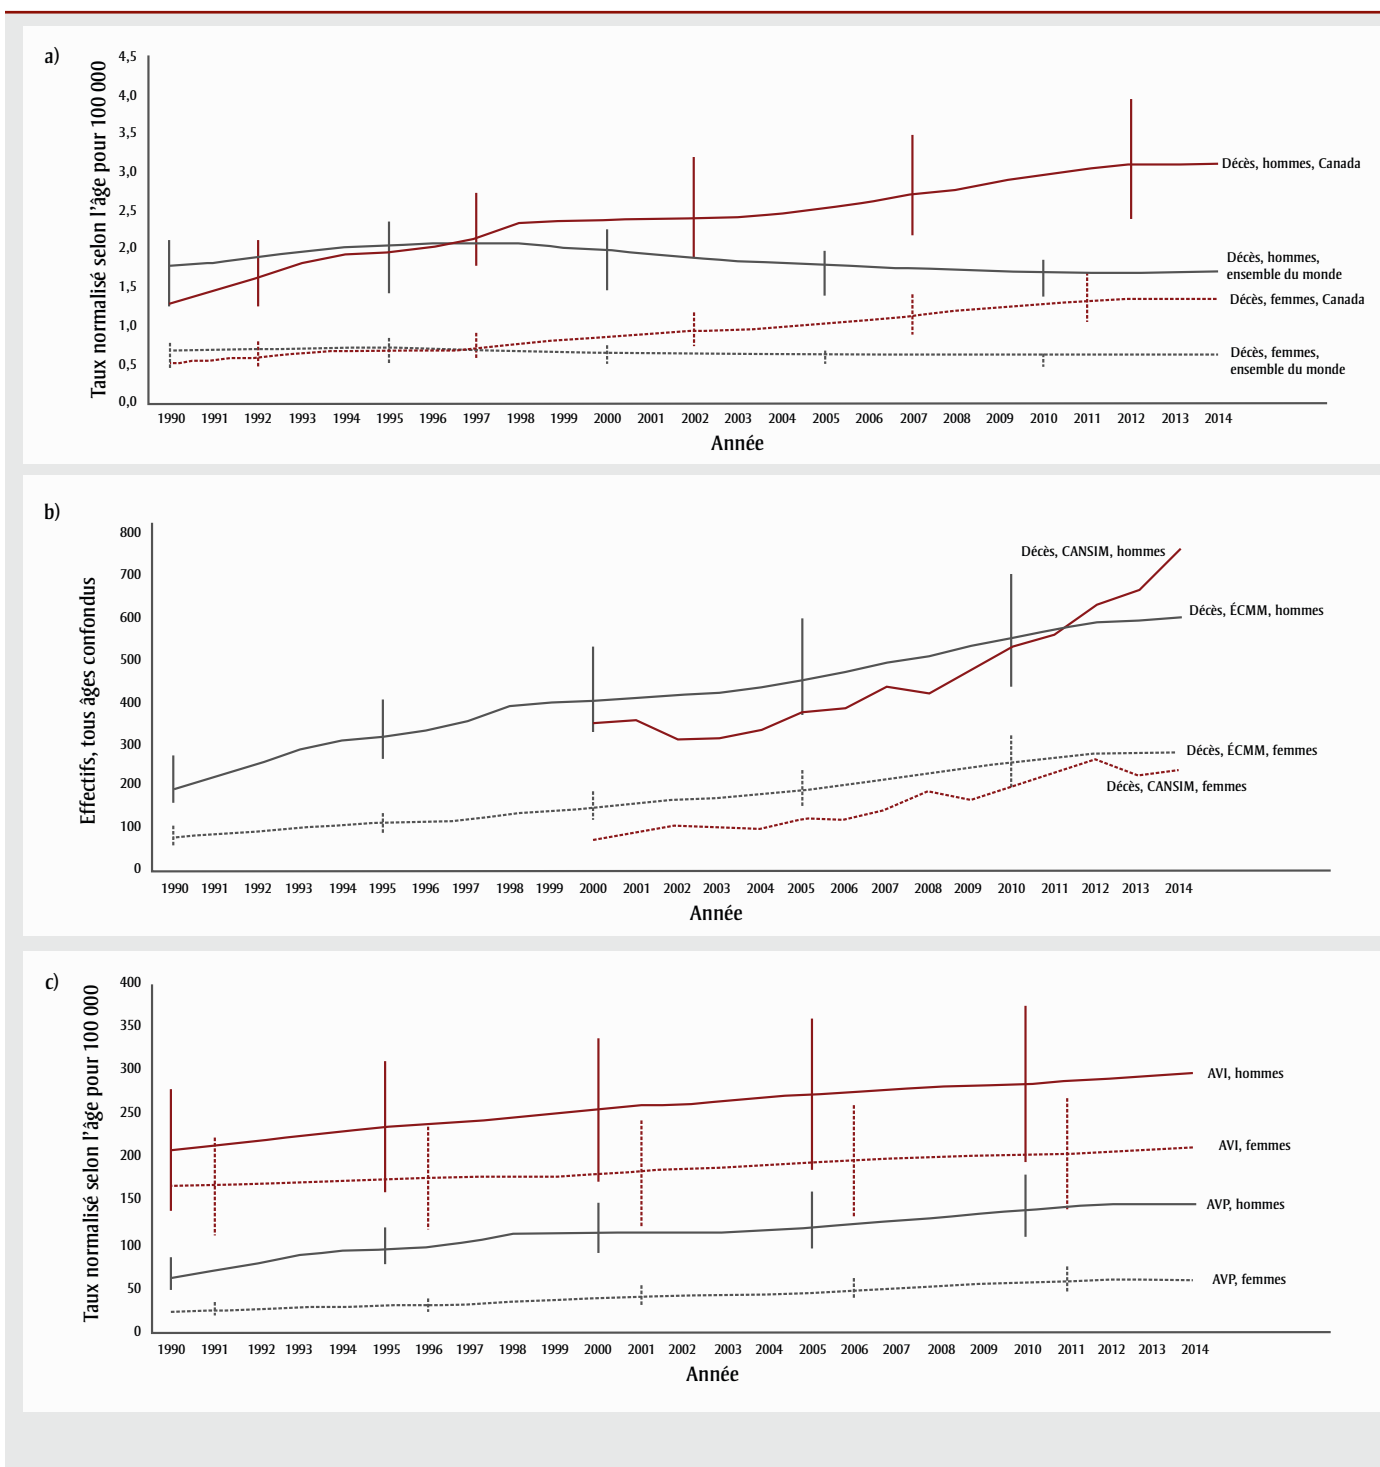 a)
Taux normalisé selon l'âge pour 100 000
4,5
4,0
3,5
3,0
2,5
2,0
1,5
1,0
0,5
0,0
Décès, hommes, Canada
Décès, hommes,
ensemble du monde
Décès, femmes, Canada
Décès, femmes,
ensemble du monde
1990 1991 1992 1993 1994 1995 1996 1997 1998 1999 2000 2001 2002 2003 2004 2005 2006 2007 2008 2009 2010 2011 2012 2013 2014
Année
b)
Effectifs, tous âges confondus
800
700
600
500
400
300
200
100
0
Décès, CANSIM, hommes
Décès, ÉCMM, hommes
Décès, ÉCMM, femmes
Décès, CANSIM, femmes
1990 1991 1992 1993 1994 1995 1996 1997 1998 1999 2000 2001 2002 2003 2004 2005 2006 2007 2008 2009 2010 2011 2012 2013 2014
Année
c)
Taux normalisé selon l'âge pour 100 000
400
350
300
250
200
150
100
50
0
AVI, hommes
AVI, femmes
AVP, hommes
AVP, femmes
1990 1991 1992 1993 1994 1995 1996 1997 1998 1999 2000 2001 2002 2003 2004 2005 2006 2007 2008 2009 2010 2011 2012 2013 2014
Année